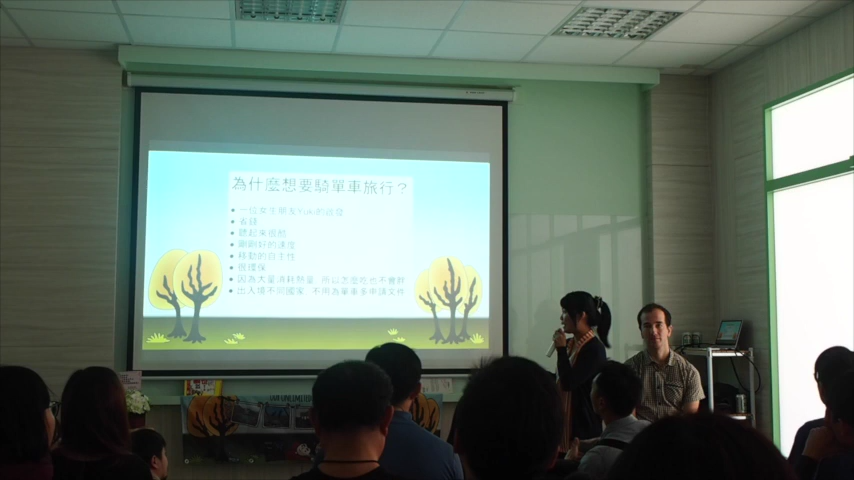 為什麼想要騎單車旅行？
一位女生朋友Yuki的啟發
省錢
聽起來很酷
剛剛好的速度
移動的自主性
很環保
因為大量消耗熱量, 所以怎麼吃也不會胖
出入境不同國家, 不用為單車多申請文件